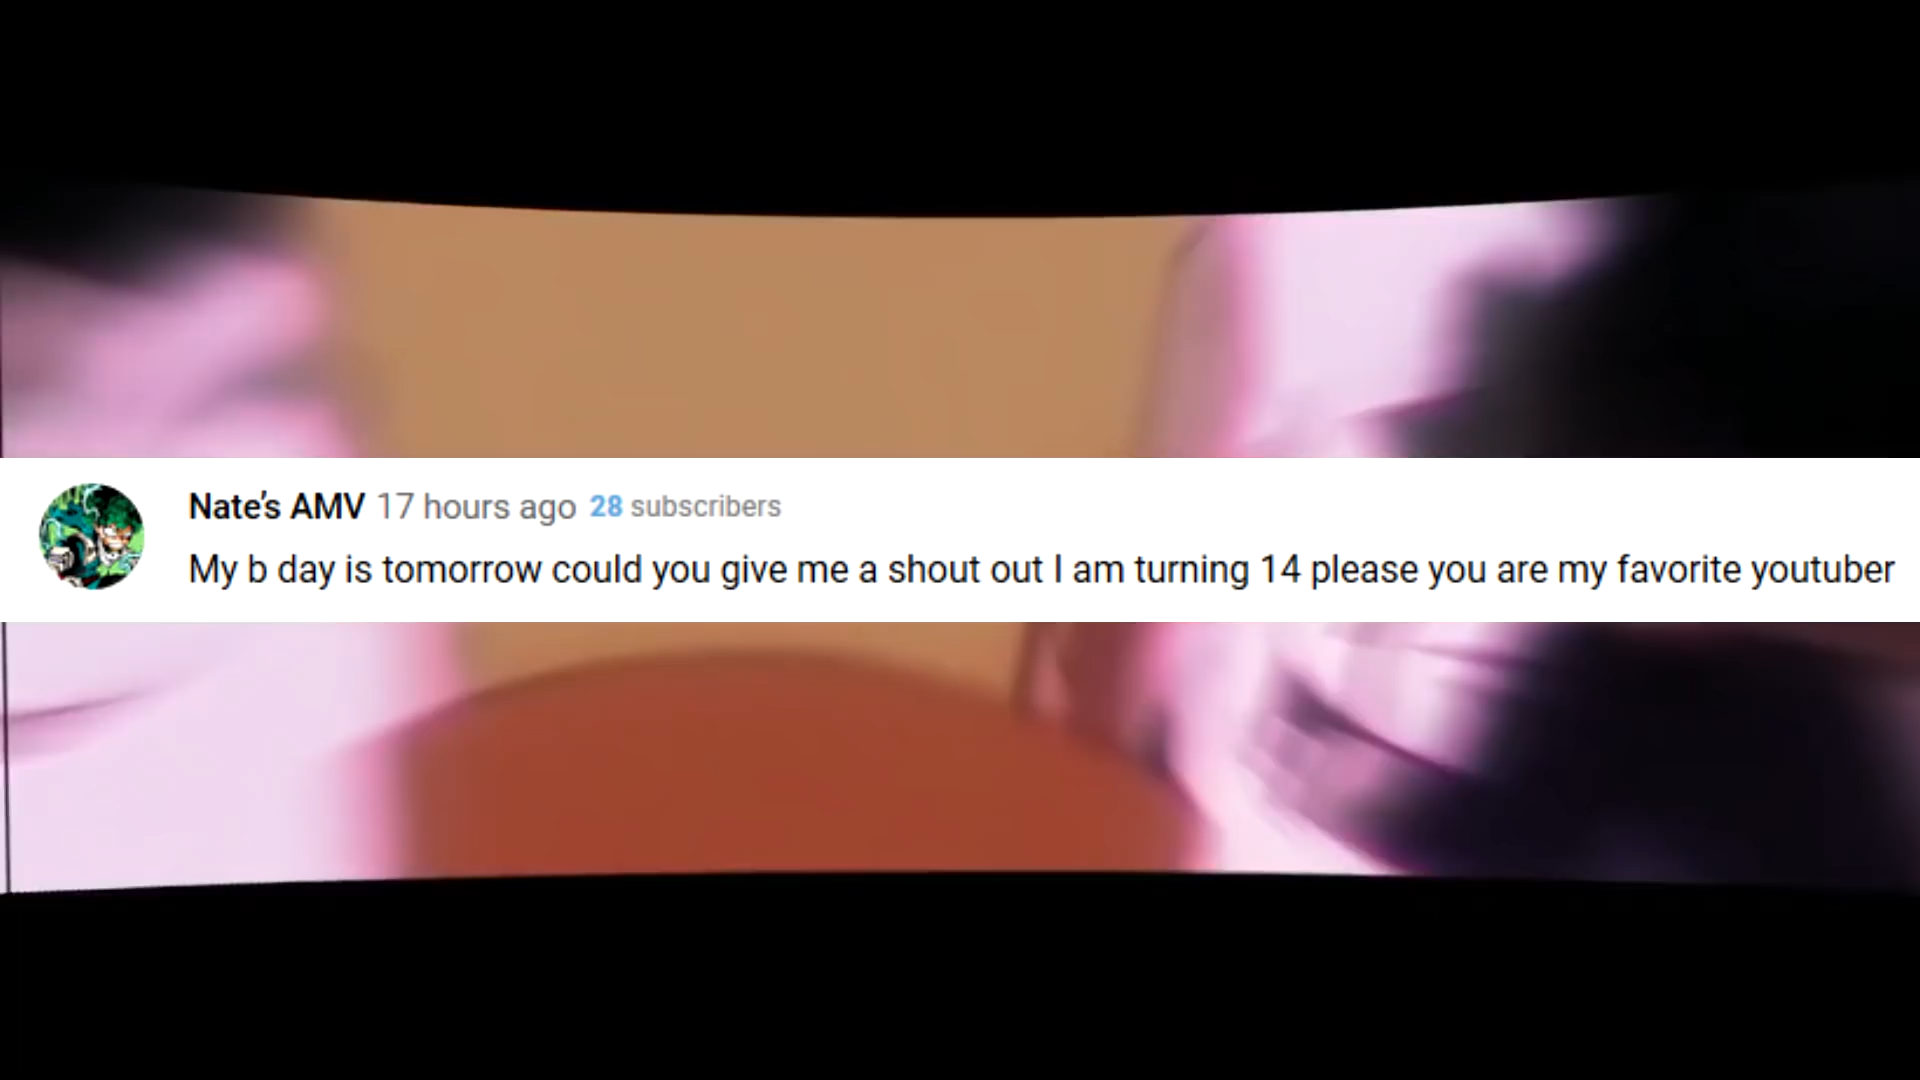 Nate's AMV 17 hours ago 28 subscribers
My b day is tomorrow could you give me a shout out I am turning 14 please you are my favorite youtuber